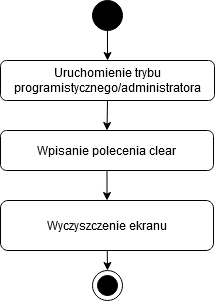 Uruchomienie trybu
programistycznego/administratora
Wpisanie polecenia clear
Wyczyszczenie ekranu